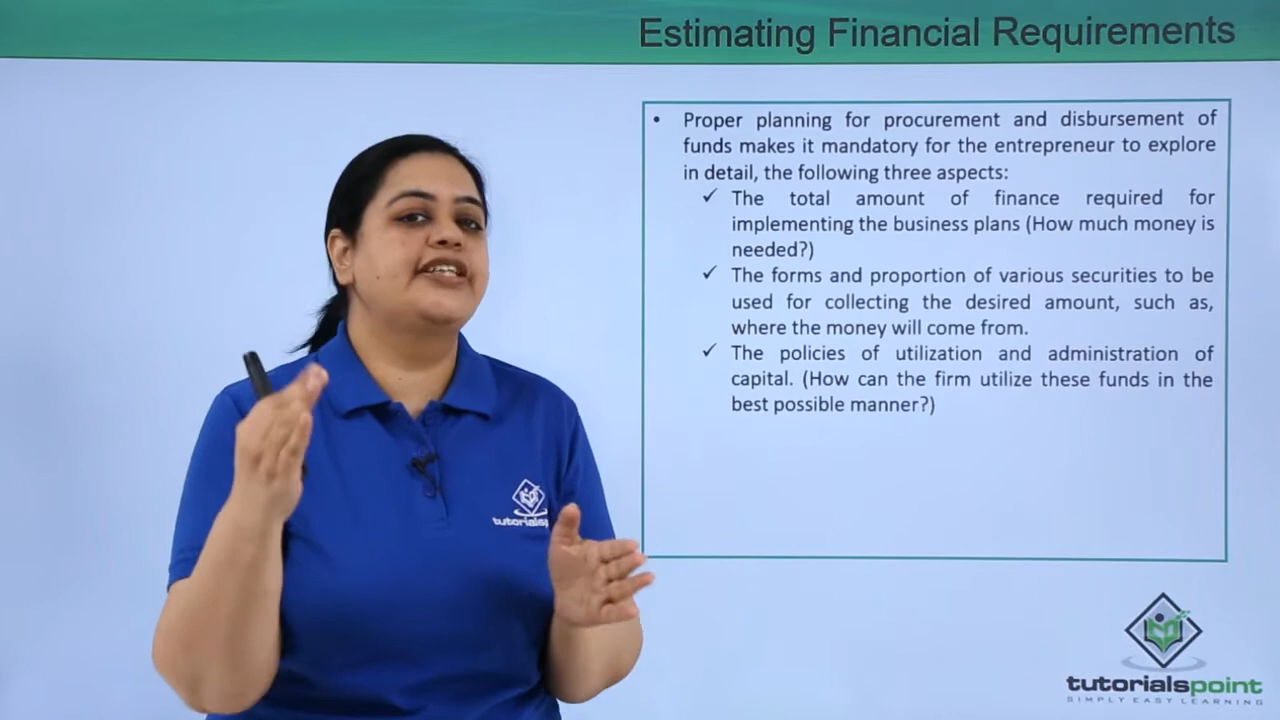 Estimating Financial Requirements
• Proper planning for procurement and disbursement of
funds makes it mandatory for the entrepreneur to explore
in detail, the following three aspects:
✓ The total amount of finance required for
implementing the business plans (How much money is
needed?)
✓ The forms and proportion of various securities to be
used for collecting the desired amount, such as,
where the money will come from.
✓ The policies of utilization and administration of
capital. (How can the firm utilize these funds in the
best possible manner?)
tutorialsp
tutorialspoint
SIMPLY EASY LEARNING